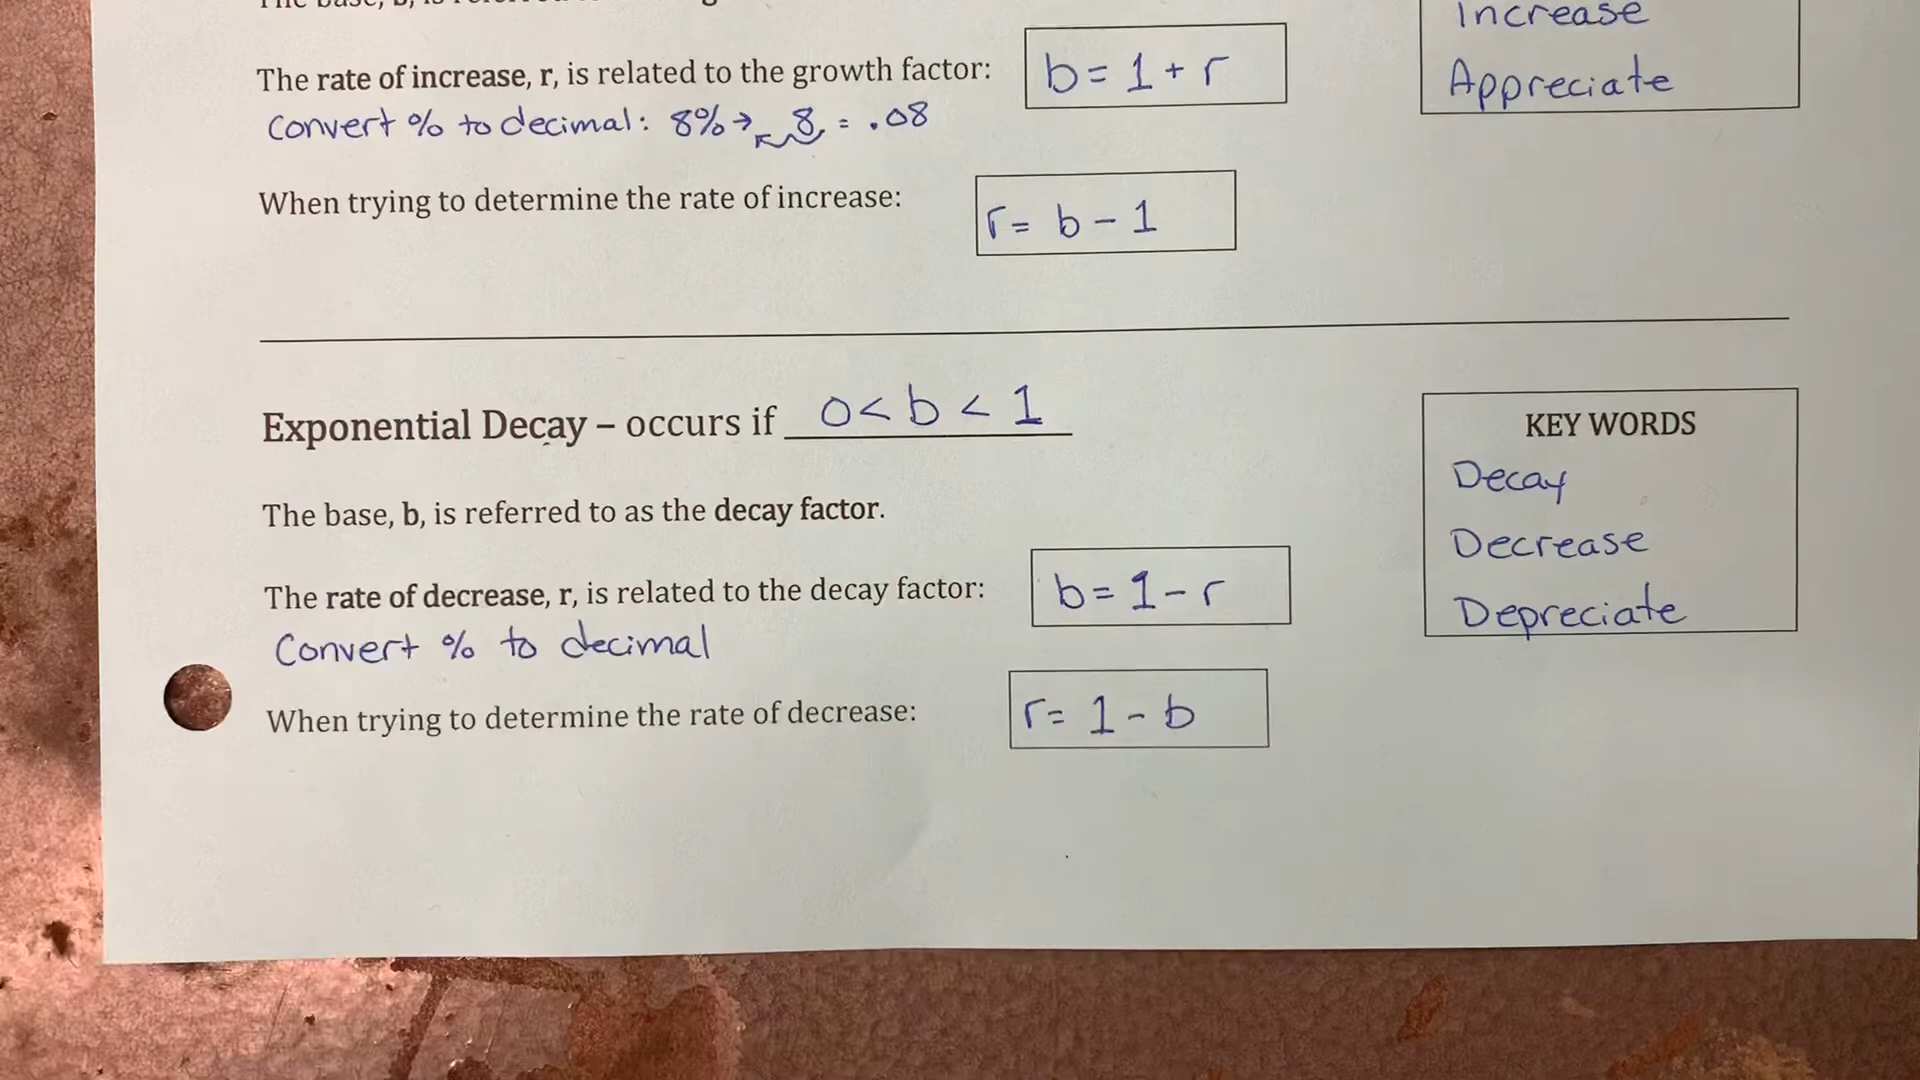 Increase
The rate of increase, r, is related to the growth factor: b = 1 + r
Appreciate
Convert % to decimal: 8% → 8 = .08
When trying to determine the rate of increase: r = b - 1
Exponential Decay – occurs if 0 < b < 1
KEY WORDS
Decay
The base, b, is referred to as the decay factor.
Decrease
The rate of decrease, r, is related to the decay factor: b = 1 - r
Depreciate
Convert % to decimal
When trying to determine the rate of decrease: r = 1 - b